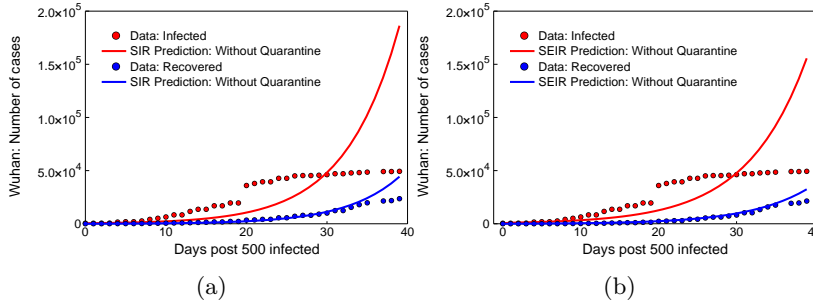 2.0×10^5
1.5×10^5
1.0×10^5
5.0×10^4
0
Wuhan: Number of cases
Data: Infected
SIR Prediction: Without Quarantine
Data: Recovered
SIR Prediction: Without Quarantine
0 10 20 30 40
Days post 500 infected
(a)
2.0×10^5
1.5×10^5
1.0×10^5
5.0×10^4
0
Wuhan: Number of cases
Data: Infected
SEIR Prediction: Without Quarantine
Data: Recovered
SEIR Prediction: Without Quarantine
0 10 20 30
Days post 500 infected
(b)